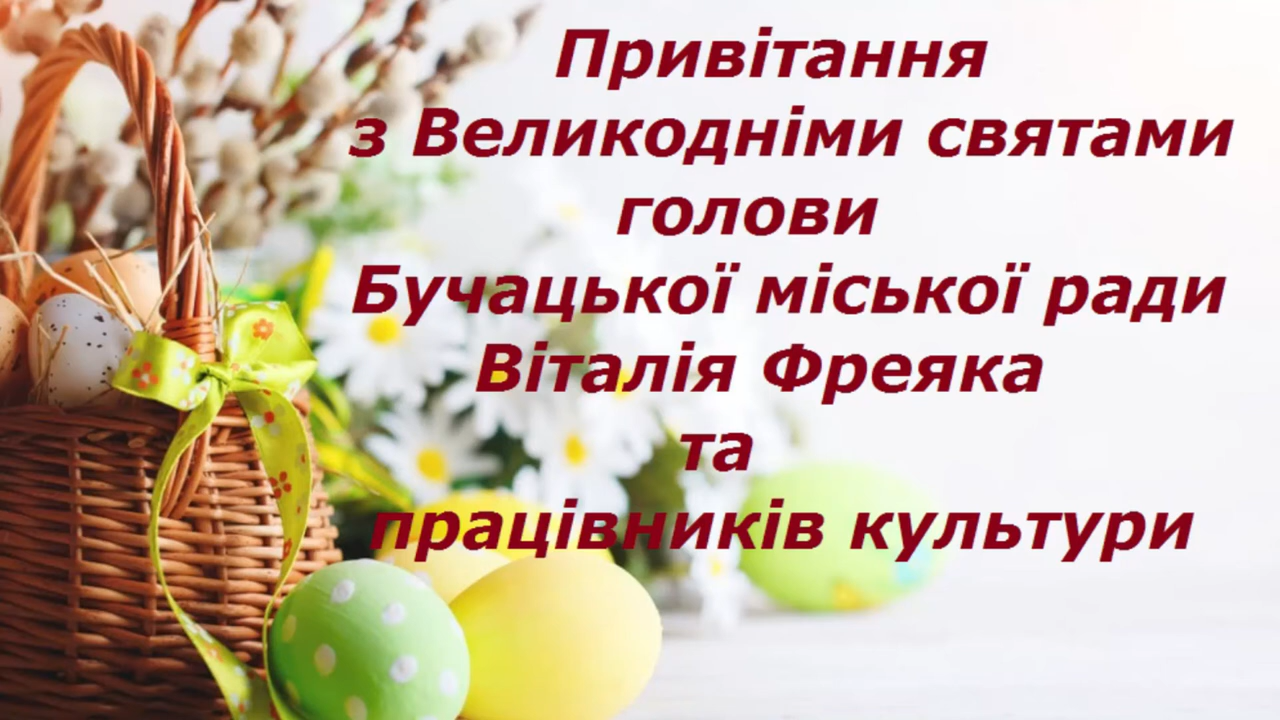 Привітання
з Великодніми святами
голови
Бучацької міської ради
Віталія Фреяка
та
працівників культури